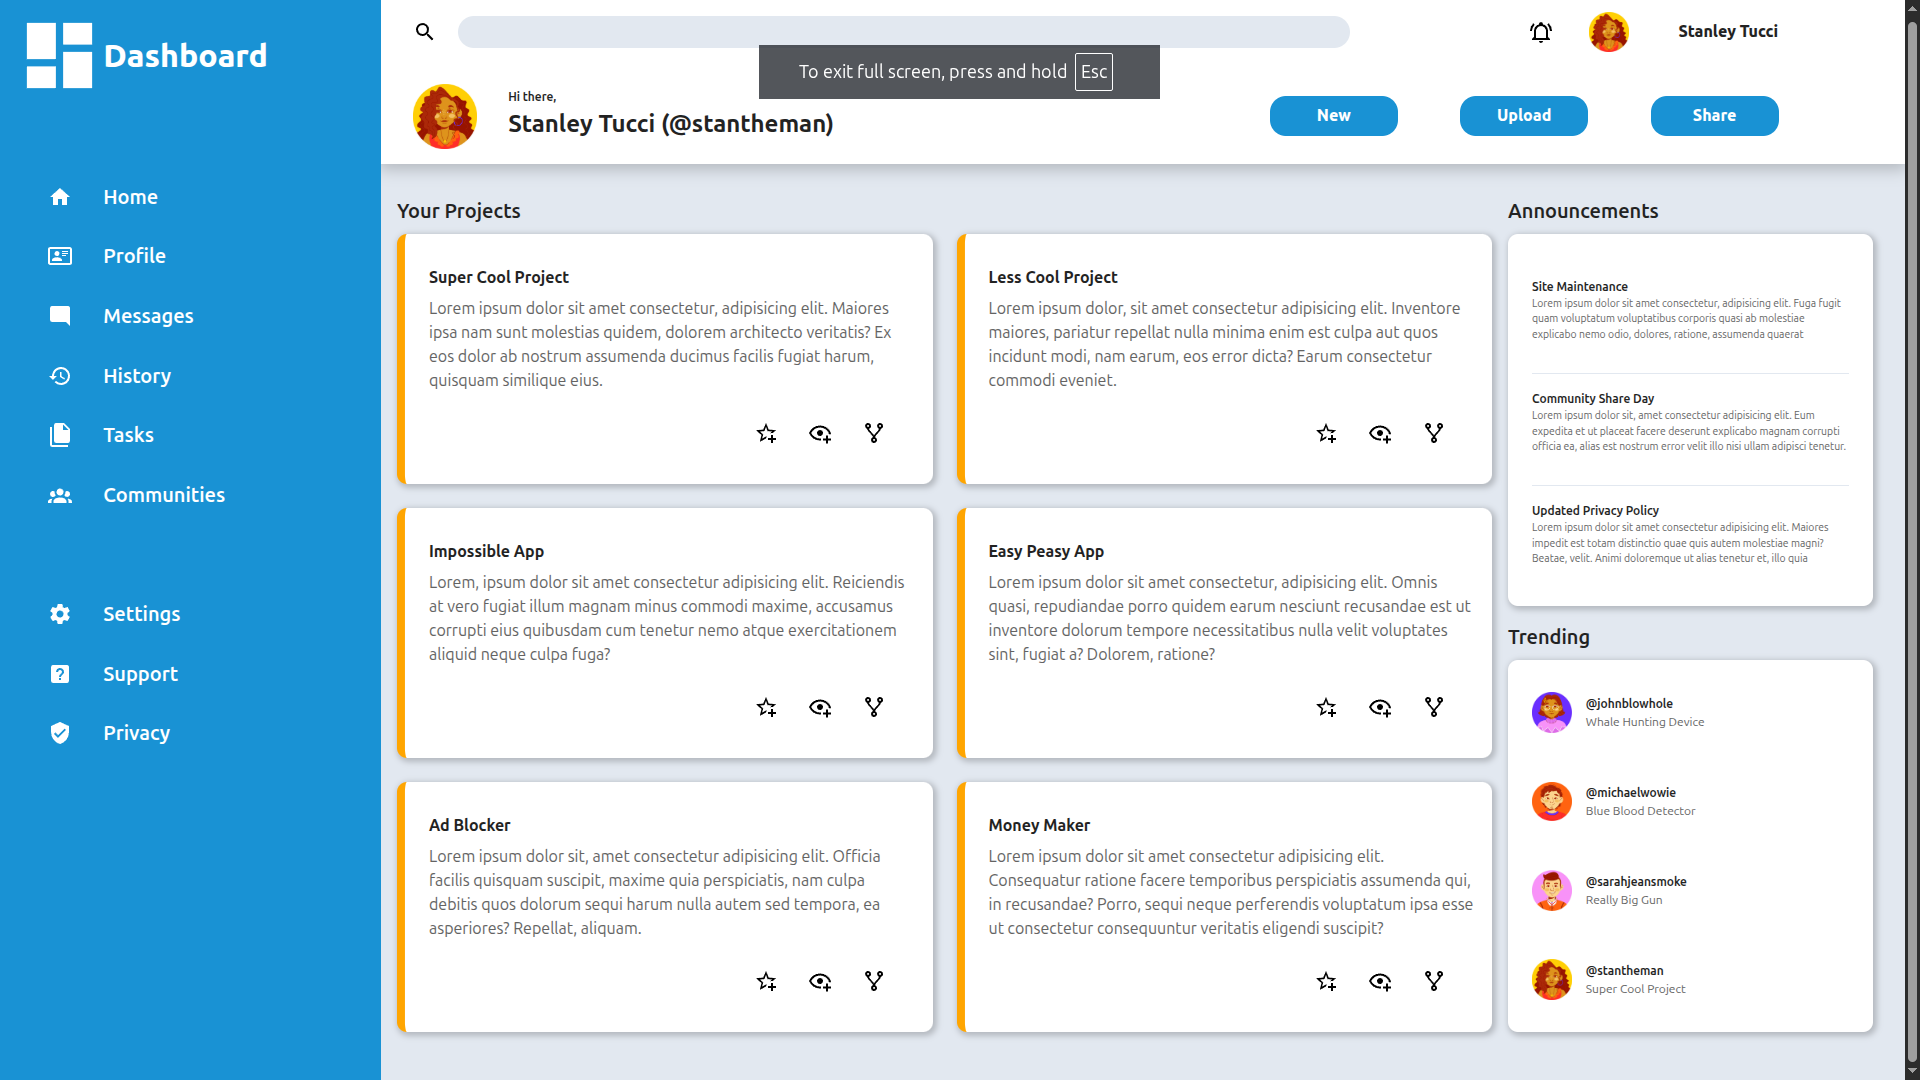 Dashboard
Home
Profile
Messages
History
Tasks
Communities
Settings
Support
Privacy
Stanley Tucci
To exit full screen, press and hold Esc
Hi there,
Stanley Tucci (@stantheman)
New
Upload
Share
Your Projects
Super Cool Project
Lorem ipsum dolor sit amet consectetur, adipisicing elit. Maiores
ipsa nam sunt molestias quidem, dolorem architecto veritatis? Ex
eos dolor ab nostrum assumenda ducimus facilis fugiat harum,
quisquam similique eius.
Less Cool Project
Lorem ipsum dolor, sit amet consectetur adipisicing elit. Inventore
maiores, pariatur repellat nulla minima enim est culpa aut quos
incidunt modi, nam earum, eos error dicta? Earum consectetur
commodi eveniet.
Impossible App
Lorem, ipsum dolor sit amet consectetur adipisicing elit. Reiciendis
at vero fugiat illum magnam minus commodi maxime, accusamus
corrupti eius quibusdam cum tenetur nemo atque exercitationem
aliquid neque culpa fuga?
Easy Peasy App
Lorem ipsum dolor sit amet consectetur, adipisicing elit. Omnis
quasi, repudiandae porro quidem earum nesciunt recusandae est ut
inventore dolorum tempore necessitatibus nulla velit voluptates
sint, fugiat a? Dolorem, ratione?
Ad Blocker
Lorem ipsum dolor sit, amet consectetur adipisicing elit. Officia
facilis quisquam suscipit, maxime quia perspiciatis, nam culpa
debitis quos dolorum sequi harum nulla autem sed tempora, ea
asperiores? Repellat, aliquam.
Money Maker
Lorem ipsum dolor sit amet consectetur adipisicing elit.
Consequatur ratione facere temporibus perspiciatis assumenda qui,
in recusandae? Porro, sequi neque perferendis voluptatum ipsa esse
ut consectetur consequuntur veritatis eligendi suscipit?
Announcements
Site Maintenance
Lorem ipsum dolor sit amet consectetur, adipisicing elit. Fuga fugit
quam voluptatum voluptatibus corporis quasi ab molestiae
explicabo nemo odio, dolores, ratione, assumenda quaerat
Community Share Day
Lorem ipsum dolor sit, amet consectetur adipisicing elit. Eum
expedita et ut placeat facere deserunt explicabo magnam corrupti
officia ea, alias est nostrum error velit illo nisi ullam adipisci tenetur.
Updated Privacy Policy
Lorem ipsum dolor sit amet consectetur adipisicing elit. Maiores
impedit est totam distinctio quae quis autem molestiae magni?
Beatae, velit. Animi doloremque ut alias tenetur et, illo quia
Trending
@johnblowhole
Whale Hunting Device
@michaelwowie
Blue Blood Detector
@sarahjeansmoke
Really Big Gun
@stantheman
Super Cool Project